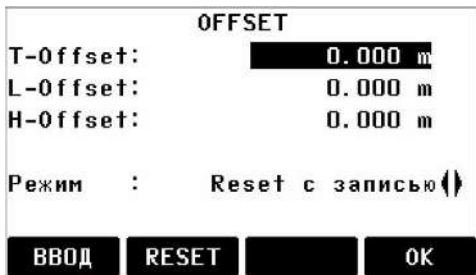 OFFSET
T-Offset: 0.000 m
L-Offset: 0.000 m
H-Offset: 0.000 m
Режим : Reset с записью
ВВОД RESET OK